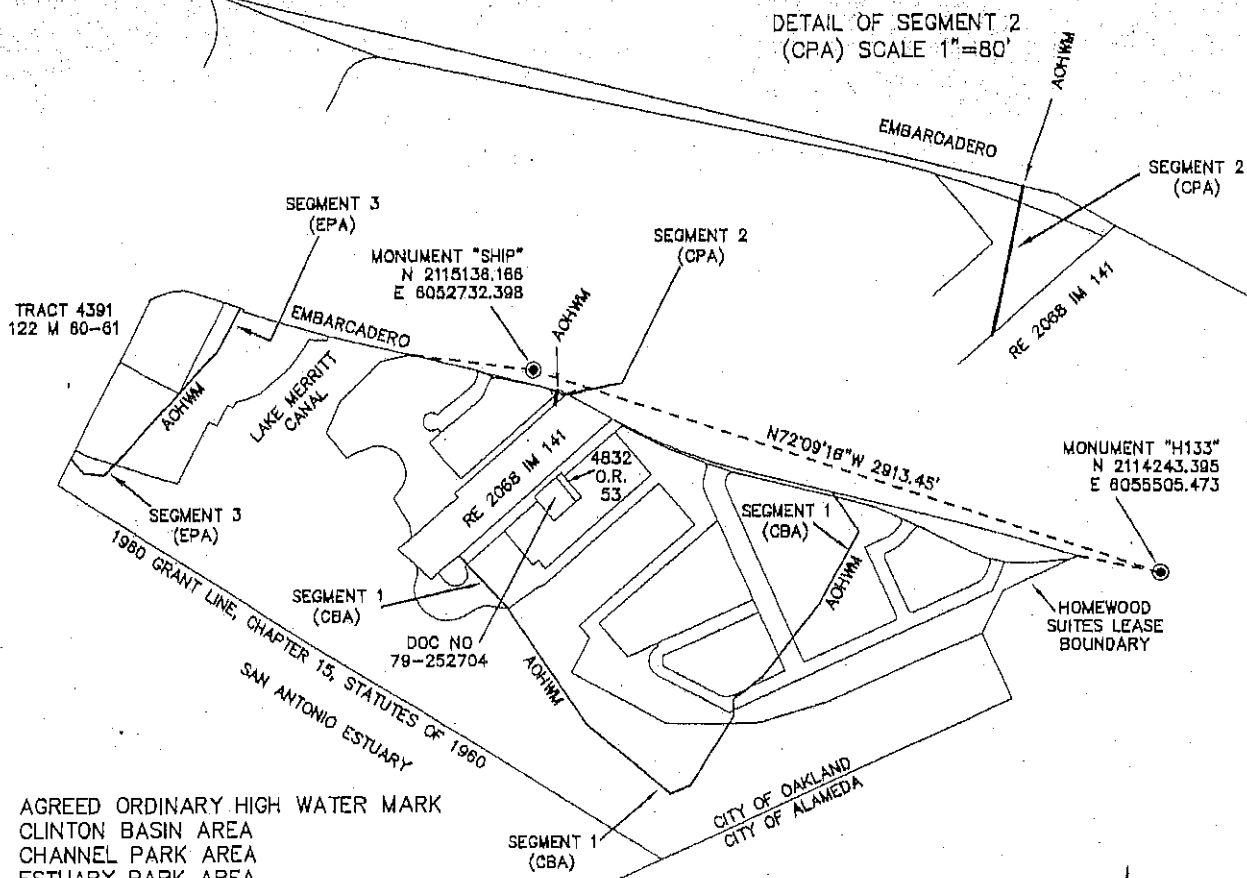 DETAIL OF SEGMENT 2
(CPA) SCALE 1"=80'
AOHWM
EMBARCADERO
SEGMENT 2
(CPA)
RE 2068 IM 141
SEGMENT 3
(EPA)
MONUMENT "SHIP"
N 2115136.166
E 6052732.398
SEGMENT 2
(CPA)
AOHWM
TRACT 4391
122 M 60-61
EMBARCADERO
LAKE MERRITT
CANAL
AOHWM
N72°09'16"W 2913.45'
MONUMENT "H133"
N 2114243.395
E 6055505.473
RE 2068 IM 141
4832
O.R.
53
SEGMENT 1
(CBA)
AOHWM
SEGMENT 3
(EPA)
SEGMENT 1
(CBA)
HOMEWOOD
SUITES LEASE
BOUNDARY
DOC NO
79-252704
AOHWM
1960 GRANT LINE, CHAPTER 15, STATUTES OF 1960
SAN ANTONIO ESTUARY
CITY OF OAKLAND
CITY OF ALAMEDA
SEGMENT 1
(CBA)
AGREED ORDINARY HIGH WATER MARK
CLINTON BASIN AREA
CHANNEL PARK AREA
ESTUARY PARK AREA